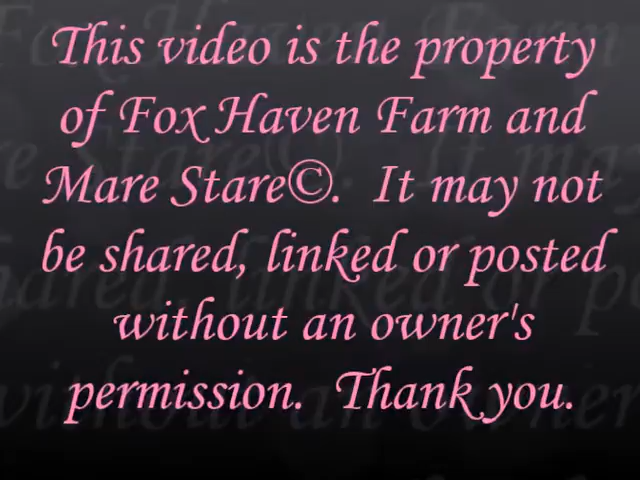 This video is the property
of Fox Haven Farm and
Mare Stare©. It may not
be shared, linked or posted
without an owner's
permission. Thank you.